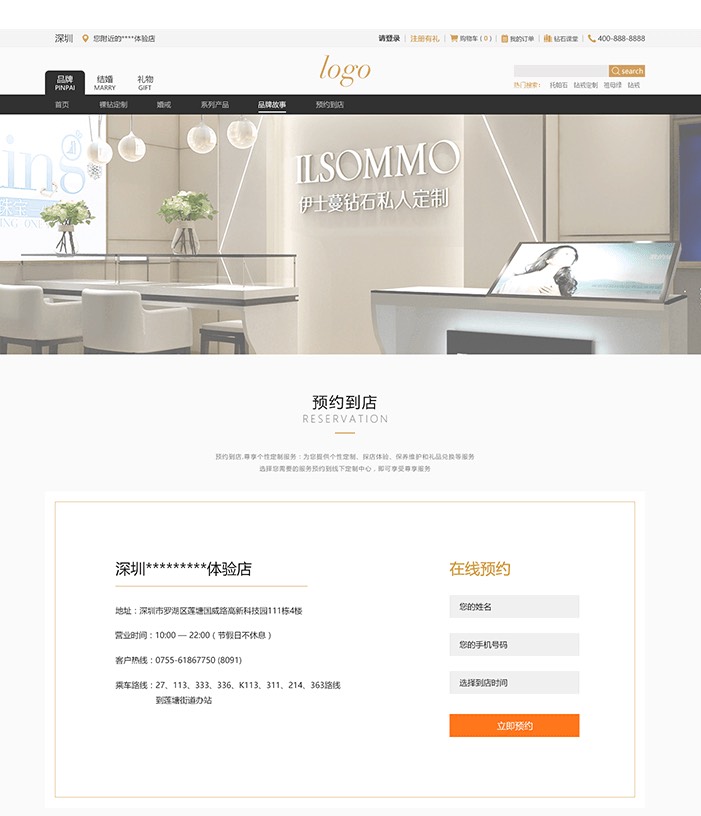 深圳
您附近的****体验店
请登录 | 注册有礼 | 购物车 ( 0 ) | 我的订单 | 钻石课堂 | 400-888-8888
logo
search
热门搜索： 托帕石 钻戒定制 祖母绿 钻戒
品牌 结婚 礼物
PINPAI MARRY GIFT
首页 裸钻定制 婚戒 系列产品 品牌故事 预约到店
ing
珠宝
ING ONE
ILSOMMO
伊士蔓钻石私人定制
预约到店
RESERVATION
预约到店,尊享个性定制服务：为您提供个性定制、探店体验、保养维护和礼品兑换等服务
选择您需要的服务预约到线下定制中心，即可享受尊享服务
深圳*********体验店
地址：深圳市罗湖区莲塘国威路高新科技园111栋4楼
营业时间：10:00 — 22:00 ( 节假日不休息 )
客户热线：0755-61867750 (8091)
乘车路线：27、113、333、336、K113、311、214、363路线
到莲塘街道办站
在线预约
您的姓名
您的手机号码
选择到店时间
立即预约